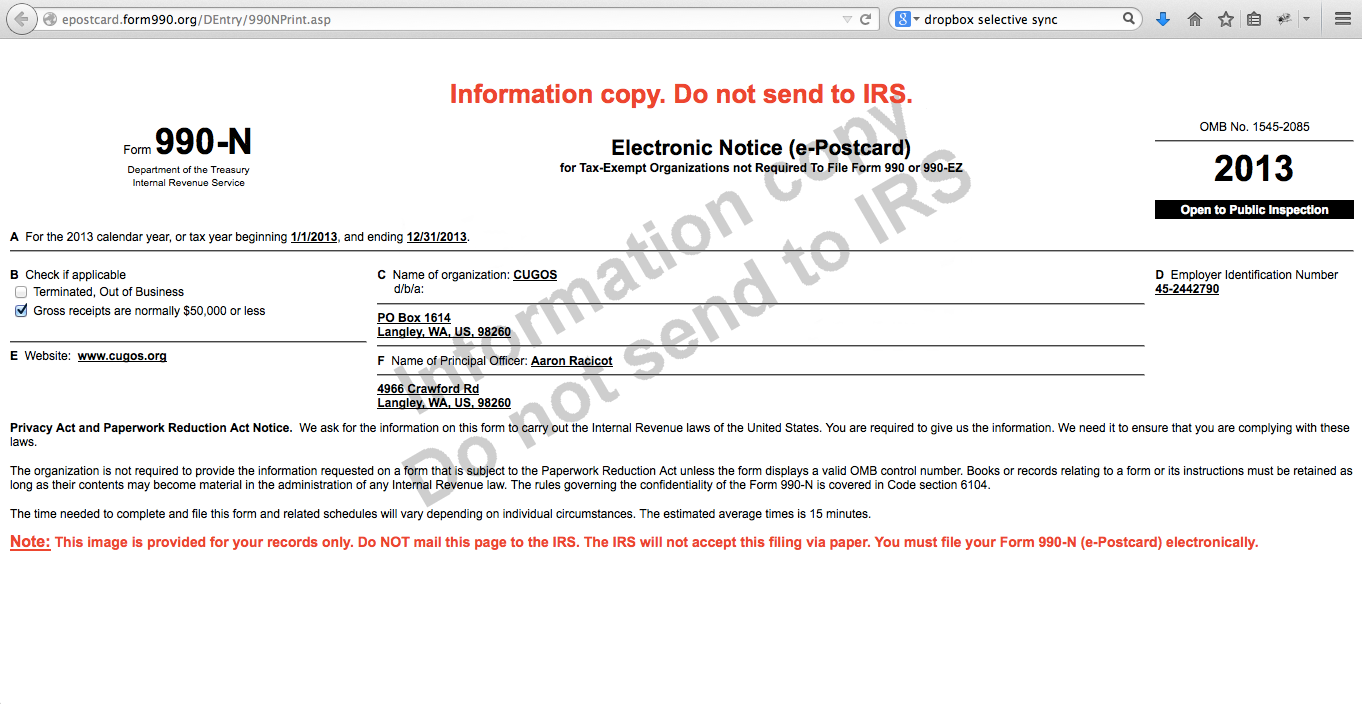 epostcard.form990.org/DEntry/990NPrint.asp
8
dropbox selective sync
Information copy. Do not send to IRS.
Form 990-N
Department of the Treasury
Internal Revenue Service
Electronic Notice (e-Postcard)
for Tax-Exempt Organizations not Required To File Form 990 or 990-EZ
OMB No. 1545-2085
2013
Open to Public Inspection
A For the 2013 calendar year, or tax year beginning 1/1/2013, and ending 12/31/2013.
B Check if applicable
Terminated, Out of Business
Gross receipts are normally $50,000 or less
E Website: www.cugos.org
C Name of organization: CUGOS
d/b/a:
PO Box 1614
Langley, WA, US, 98260
F Name of Principal Officer: Aaron Racicot
4966 Crawford Rd
Langley, WA, US, 98260
D Employer Identification Number
45-2442790
Information copy
Do not send to IRS
Privacy Act and Paperwork Reduction Act Notice. We ask for the information on this form to carry out the Internal Revenue laws of the United States. You are required to give us the information. We need it to ensure that you are complying with these
laws.
The organization is not required to provide the information requested on a form that is subject to the Paperwork Reduction Act unless the form displays a valid OMB control number. Books or records relating to a form or its instructions must be retained as
long as their contents may become material in the administration of any Internal Revenue law. The rules governing the confidentiality of the Form 990-N is covered in Code section 6104.
The time needed to complete and file this form and related schedules will vary depending on individual circumstances. The estimated average times is 15 minutes.
Note: This image is provided for your records only. Do NOT mail this page to the IRS. The IRS will not accept this filing via paper. You must file your Form 990-N (e-Postcard) electronically.